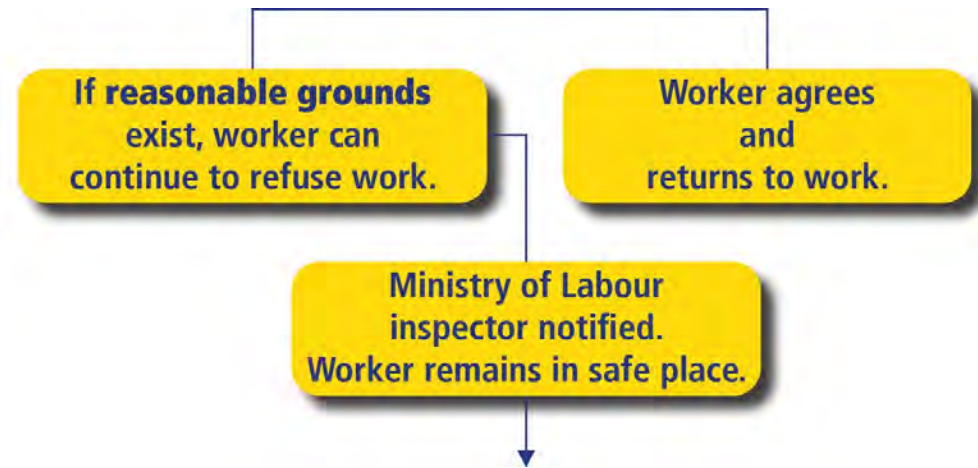 If reasonable grounds
exist, worker can
continue to refuse work.
Worker agrees
and
returns to work.
Ministry of Labour
inspector notified.
Worker remains in safe place.